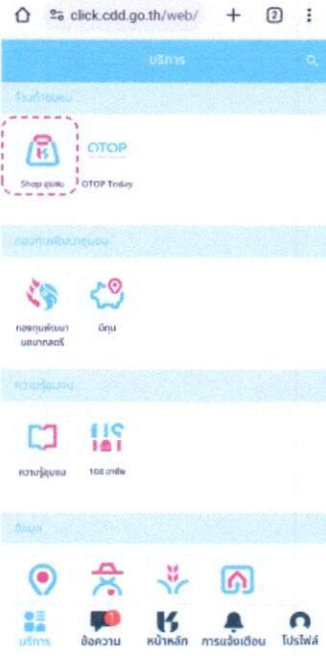 click.cdd.go.th/web/
2
บริการ
ร้านค้าชุมชน
Shop ชุมชน
OTOP
OTOP Today
กองทุนพัฒนาชุมชน
กองทุนพัฒนา
บทบาทสตรี
มีทุน
ความรู้ชุมชน
ความรู้ชุมชน
108 อาชีพ
ข้อมูล
1
บริการ
ข้อความ
หน้าหลัก
การแจ้งเตือน
โปรไฟล์